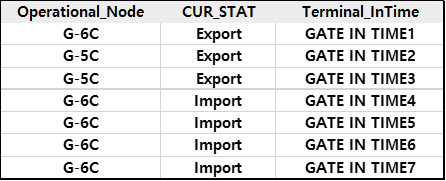 Operational_Node CUR_STAT Terminal_InTime
G-6C Export GATE IN TIME1
G-5C Export GATE IN TIME2
G-5C Export GATE IN TIME3
G-6C Import GATE IN TIME4
G-6C Import GATE IN TIME5
G-6C Import GATE IN TIME6
G-6C Import GATE IN TIME7